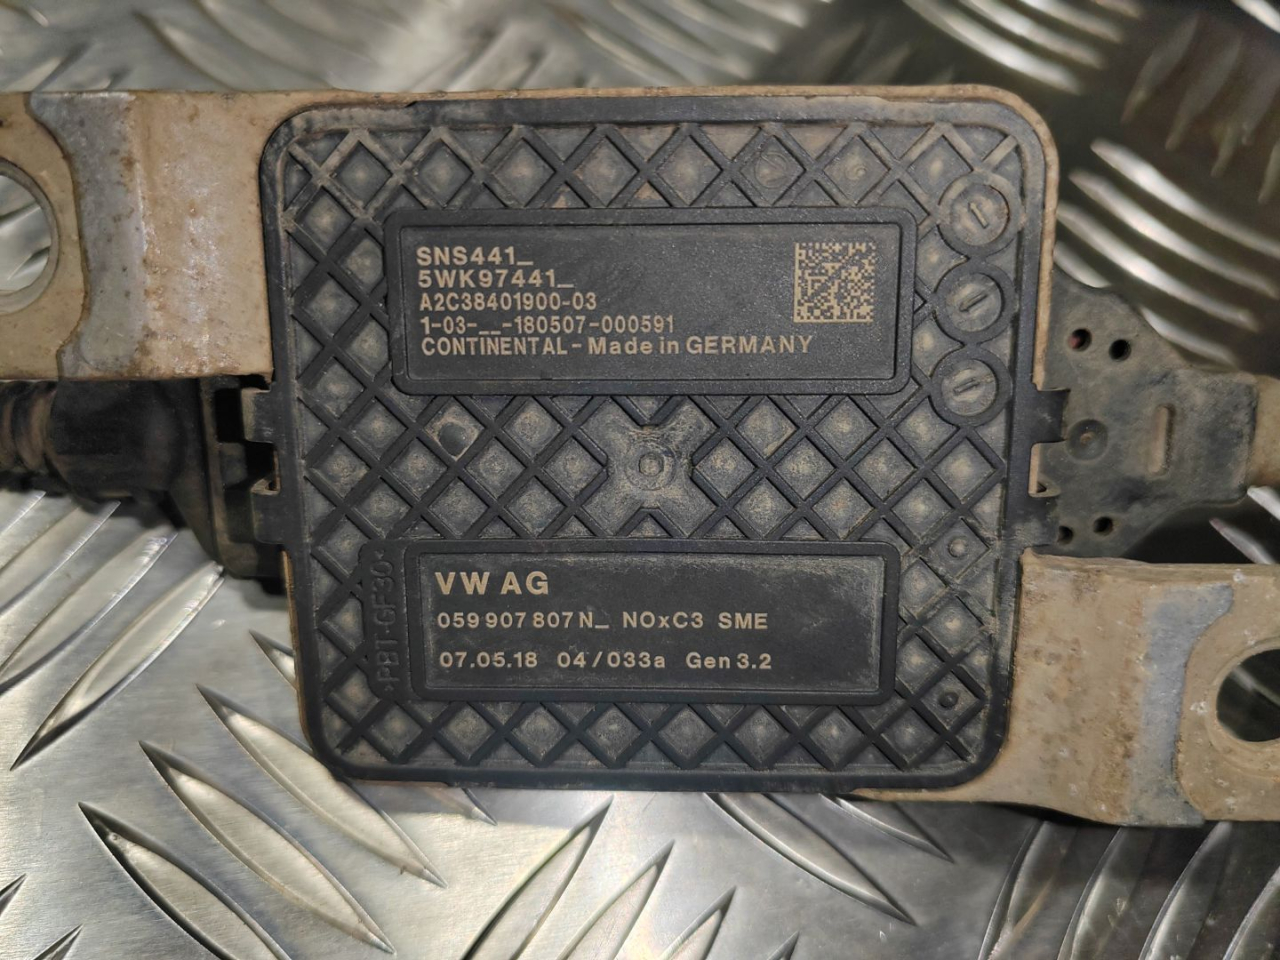 SNS441_
5WK97441_
A2C38401900-03
1-03-__-180507-000591
CONTINENTAL - Made in GERMANY
>PBT-GF30<
VW AG
059 907 807 N_ NOxC3 SME
07.05.18 04/033a Gen 3.2